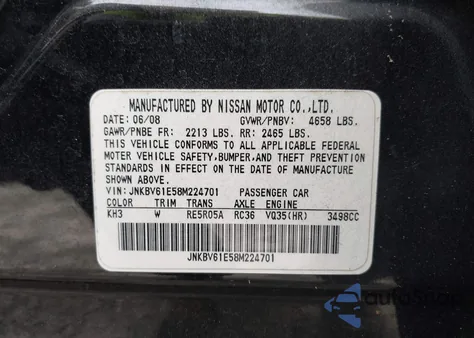 MANUFACTURED BY NISSAN MOTOR CO.,LTD.
DATE: 06/08 GVWR/PNBV: 4658 LBS.
GAWR/PNBE FR: 2213 LBS. RR: 2465 LBS.
THIS VEHICLE CONFORMS TO ALL APPLICABLE FEDERAL
MOTOR VEHICLE SAFETY,BUMPER,AND THEFT PREVENTION
STANDARDS IN EFFECT ON THE DATE OF MANUFACTURE
SHOWN ABOVE.
VIN: JNKBV61E58M224701 PASSENGER CAR
COLOR TRIM TRANS AXLE ENGINE
KH3 W RE5R05A RC36 VQ35(HR) 3498CC
JNKBV61E58M224701
autoStar